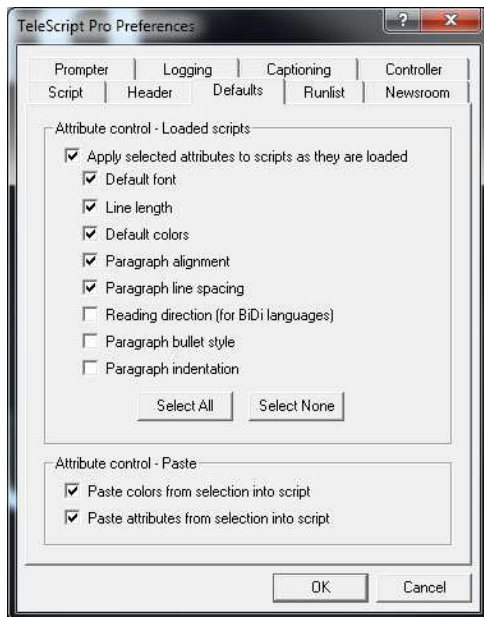 TeleScript Pro Preferences
?
Prompter Logging Captioning Controller
Script Header Defaults Runlist Newsroom
Attribute control - Loaded scripts
Apply selected attributes to scripts as they are loaded
Default font
Line length
Default colors
Paragraph alignment
Paragraph line spacing
Reading direction (for BiDi languages)
Paragraph bullet style
Paragraph indentation
Select All Select None
Attribute control - Paste
Paste colors from selection into script
Paste attributes from selection into script
OK Cancel